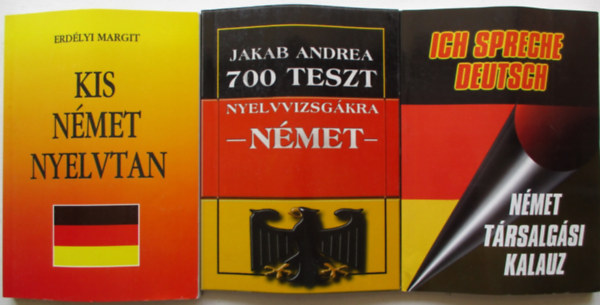 ERDÉLYI MARGIT
KIS
NÉMET
NYELVTAN
JAKAB ANDREA
700 TESZT
NYELVVIZSGÁKRA
–NÉMET–
ICH SPRECHE
DEUTSCH
NÉMET
TÁRSALGÁSI
KALAUZ